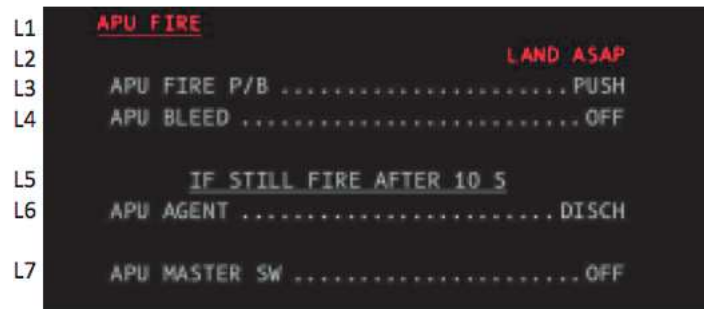 L1 APU FIRE
L2 LAND ASAP
L3 APU FIRE P/B .......................PUSH
L4 APU BLEED ............................OFF
L5 IF STILL FIRE AFTER 10 S
L6 APU AGENT .........................DISCH
L7 APU MASTER SW .......................OFF